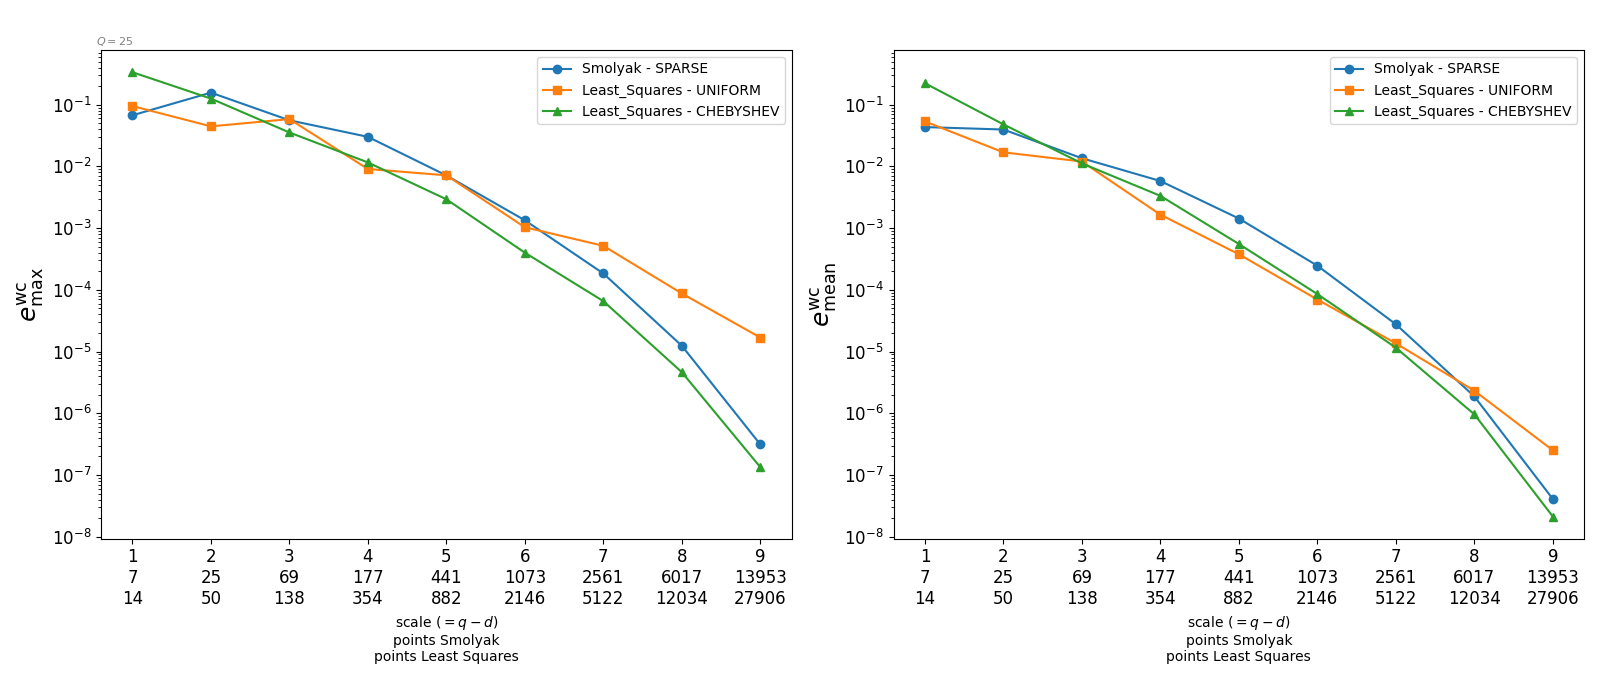 Q = 25
Smolyak - SPARSE
Least_Squares - UNIFORM
Least_Squares - CHEBYSHEV
10⁻¹
10⁻²
10⁻³
10⁻⁴
10⁻⁵
10⁻⁶
10⁻⁷
10⁻⁸
e^wc_max
1 2 3 4 5 6 7 8 9
7 25 69 177 441 1073 2561 6017 13953
14 50 138 354 882 2146 5122 12034 27906
scale (= q − d)
points Smolyak
points Least Squares
Smolyak - SPARSE
Least_Squares - UNIFORM
Least_Squares - CHEBYSHEV
10⁻¹
10⁻²
10⁻³
10⁻⁴
10⁻⁵
10⁻⁶
10⁻⁷
10⁻⁸
e^wc_mean
1 2 3 4 5 6 7 8 9
7 25 69 177 441 1073 2561 6017 13953
14 50 138 354 882 2146 5122 12034 27906
scale (= q − d)
points Smolyak
points Least Squares